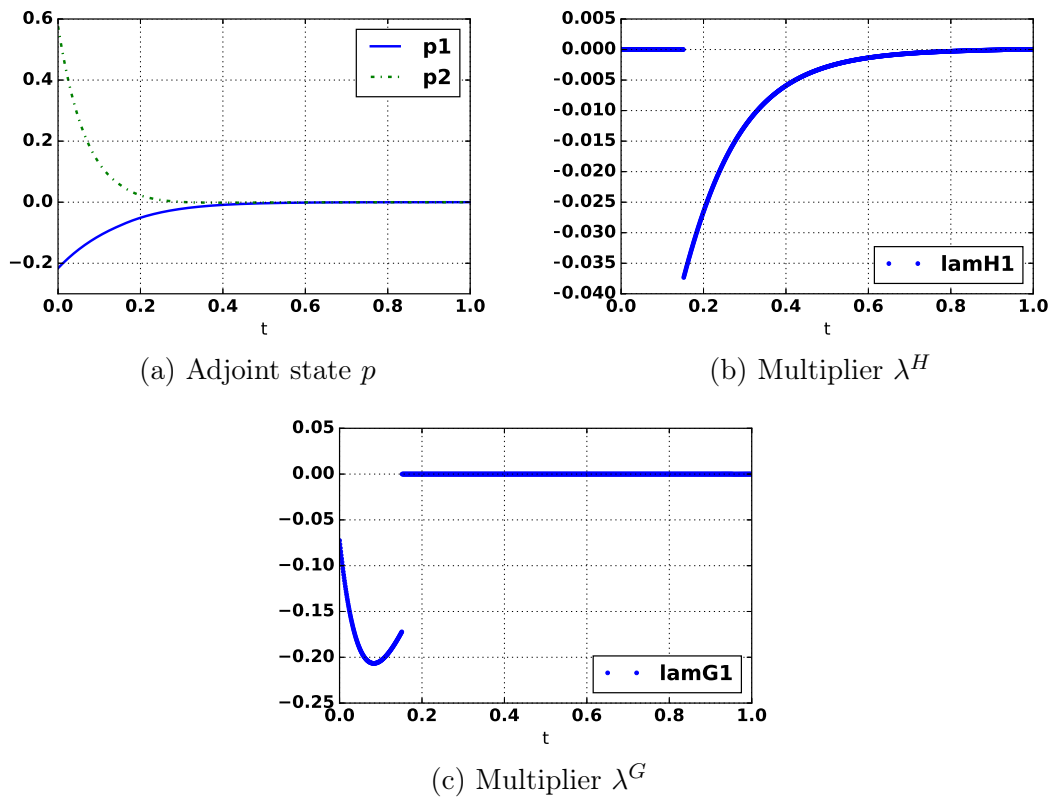 0.6
0.4
0.2
0.0
−0.2
0.0 0.2 0.4 0.6 0.8 1.0
t
p1
p2
(a) Adjoint state p
0.005
0.000
-0.005
-0.010
-0.015
-0.020
-0.025
-0.030
-0.035
-0.040
0.0 0.2 0.4 0.6 0.8 1.0
t
lamH1
(b) Multiplier λ^H
0.05
0.00
−0.05
−0.10
−0.15
−0.20
−0.25
0.0 0.2 0.4 0.6 0.8 1.0
t
lamG1
(c) Multiplier λ^G